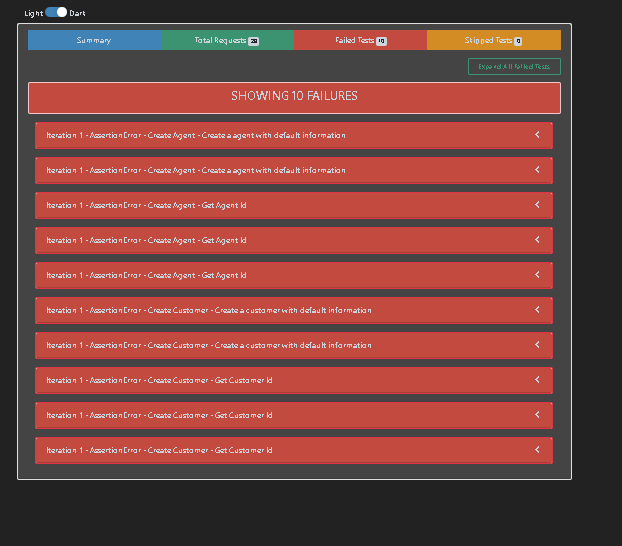 Light Dark
Summary Total Requests 28 Failed Tests 10 Skipped Tests 0
Expand All Failed Tests
SHOWING 10 FAILURES
Iteration 1 - AssertionError - Create Agent - Create a agent with default information
Iteration 1 - AssertionError - Create Agent - Create a agent with default information
Iteration 1 - AssertionError - Create Agent - Get Agent Id
Iteration 1 - AssertionError - Create Agent - Get Agent Id
Iteration 1 - AssertionError - Create Agent - Get Agent Id
Iteration 1 - AssertionError - Create Customer - Create a customer with default information
Iteration 1 - AssertionError - Create Customer - Create a customer with default information
Iteration 1 - AssertionError - Create Customer - Get Customer Id
Iteration 1 - AssertionError - Create Customer - Get Customer Id
Iteration 1 - AssertionError - Create Customer - Get Customer Id